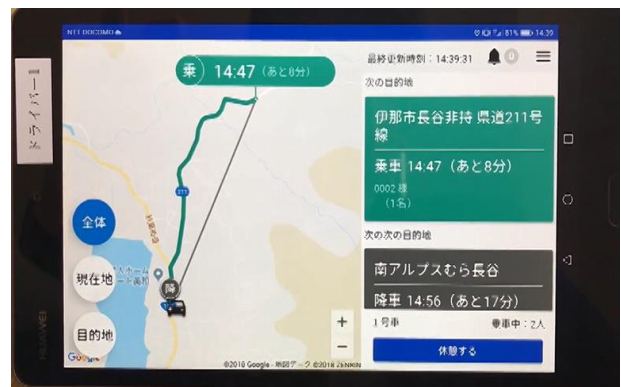 NTT DOCOMO
81% 14:39
ドライバー1
乗 14:47 (あと8分)
最終更新時刻：14:39:31
0
次の目的地
伊那市長谷非持 県道211号
線
乗車 14:47（あと8分）
0002 様
（1名）
次の次の目的地
南アルプスむら長谷
降車 14:56（あと17分）
1号車
乗車中：2人
休憩する
全体
現在地
目的地
降
211
+
−
Google
©2018 Google - 地図データ ©2018 ZENRIN
HUAWEI